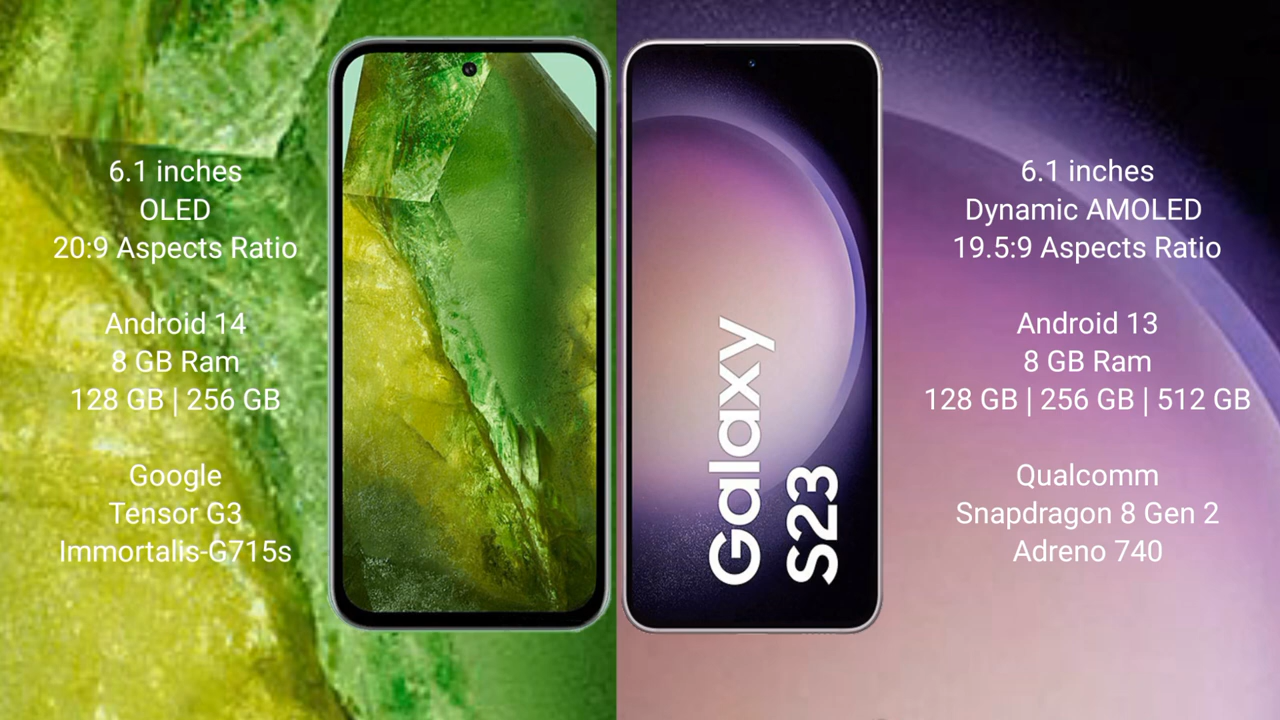 6.1 inches
OLED
20:9 Aspects Ratio
Android 14
8 GB Ram
128 GB | 256 GB
Google
Tensor G3
Immortalis-G715s
Galaxy
S23
6.1 inches
Dynamic AMOLED
19.5:9 Aspects Ratio
Android 13
8 GB Ram
128 GB | 256 GB | 512 GB
Qualcomm
Snapdragon 8 Gen 2
Adreno 740